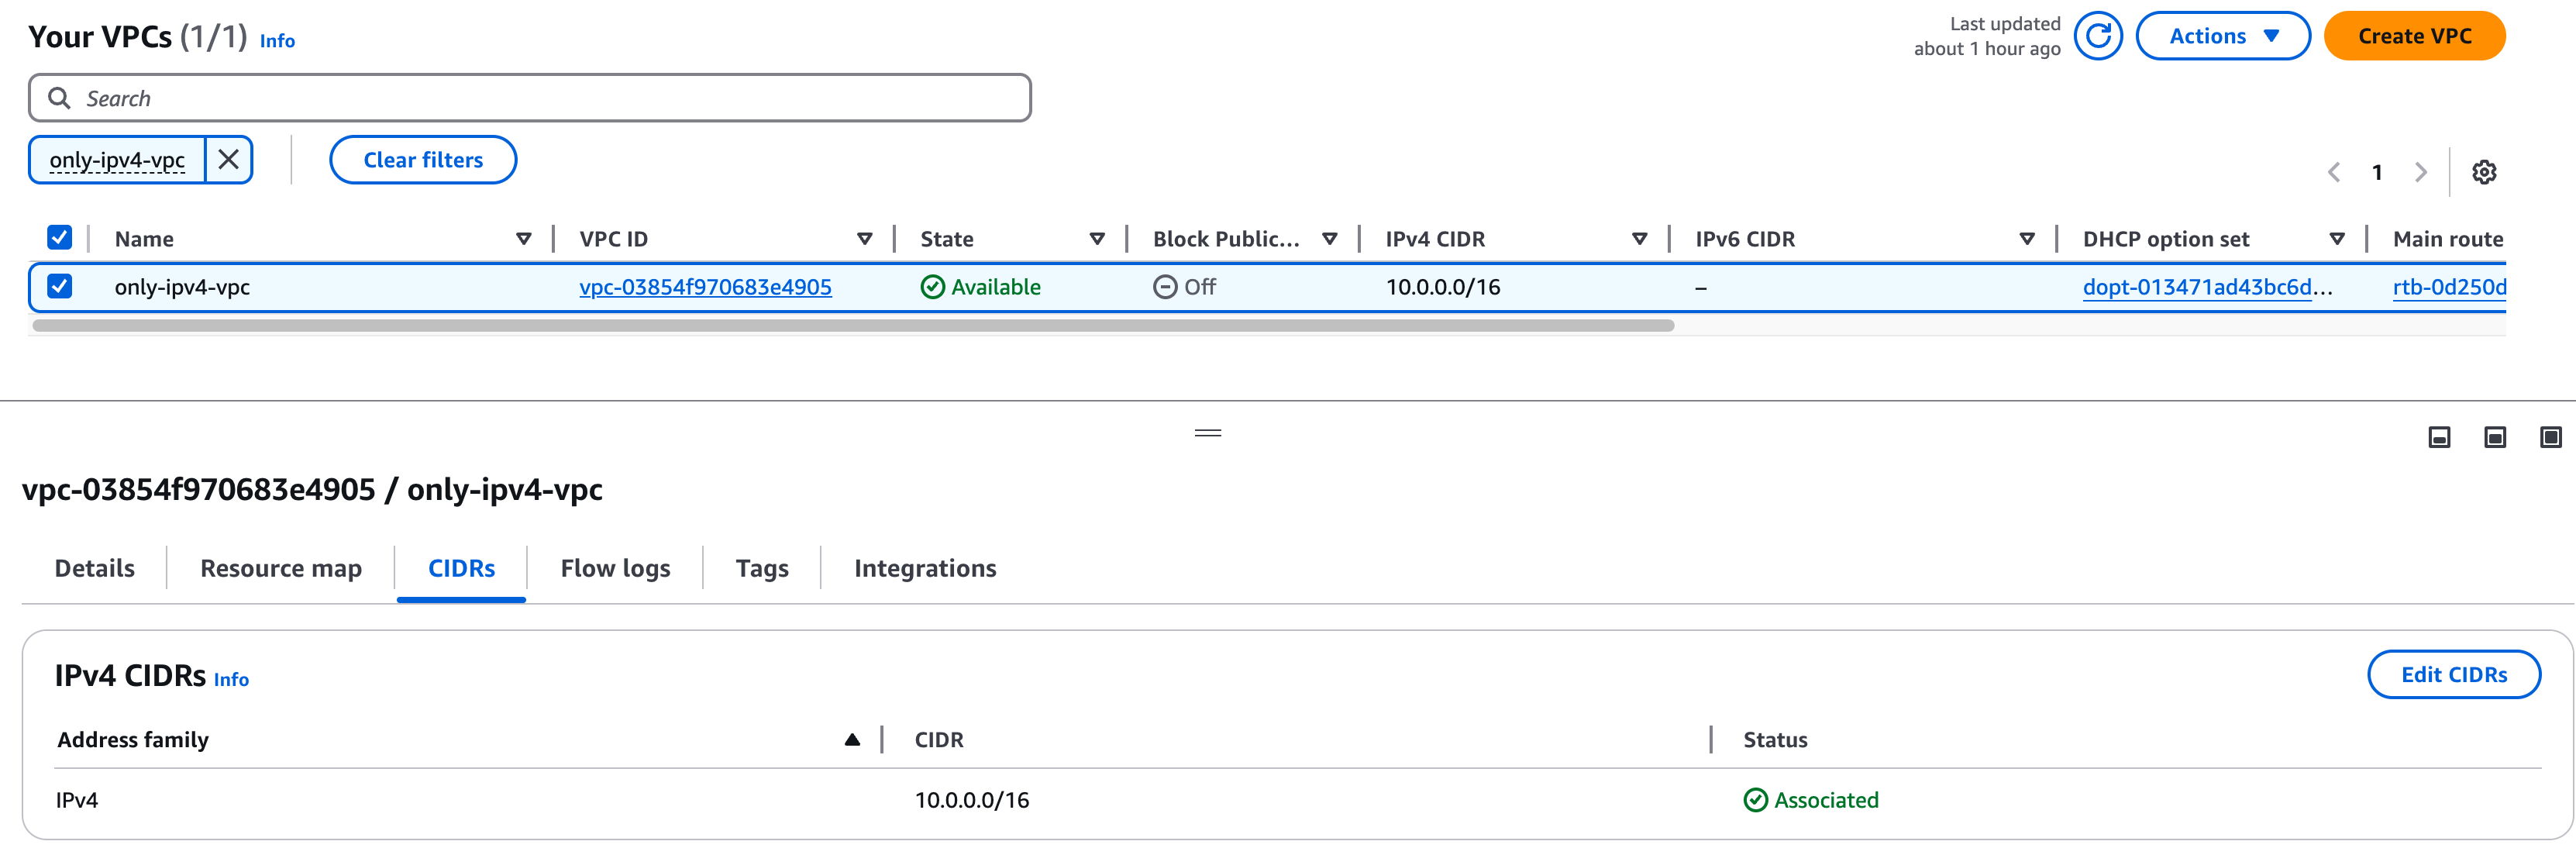 Your VPCs (1/1) Info
Last updated
about 1 hour ago
Actions
Create VPC
Search
only-ipv4-vpc
Clear filters
1
Name VPC ID State Block Public... IPv4 CIDR IPv6 CIDR DHCP option set Main route
only-ipv4-vpc vpc-03854f970683e4905 Available Off 10.0.0.0/16 – dopt-013471ad43bc6d... rtb-0d250d
vpc-03854f970683e4905 / only-ipv4-vpc
Details Resource map CIDRs Flow logs Tags Integrations
IPv4 CIDRs Info
Edit CIDRs
Address family CIDR Status
IPv4 10.0.0.0/16 Associated